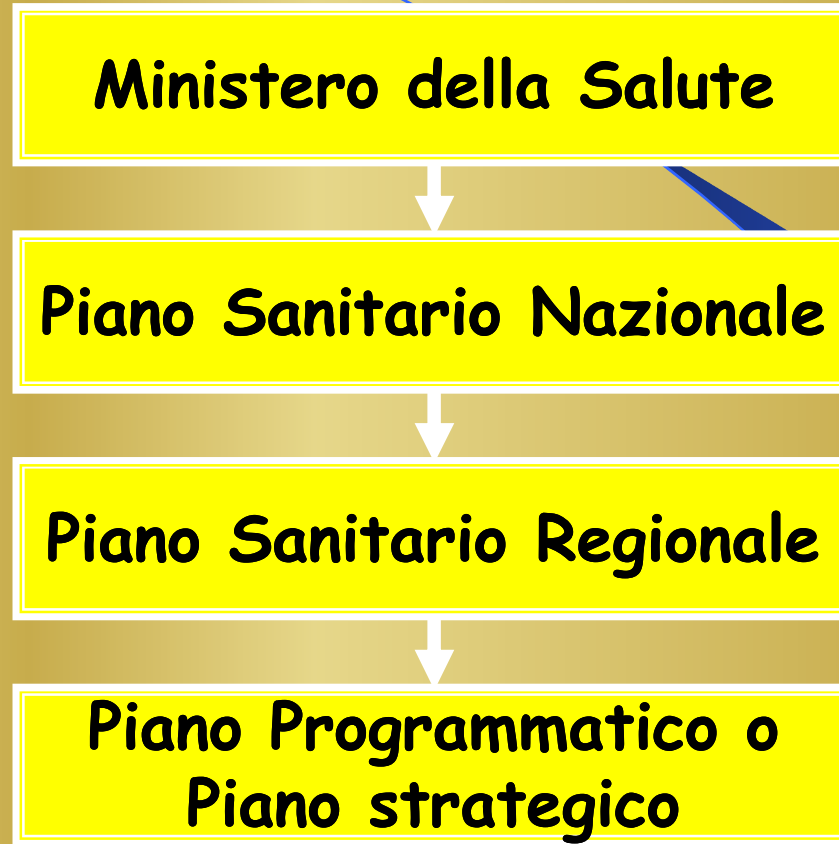 Ministero della Salute
Piano Sanitario Nazionale
Piano Sanitario Regionale
Piano Programmatico o
Piano strategico